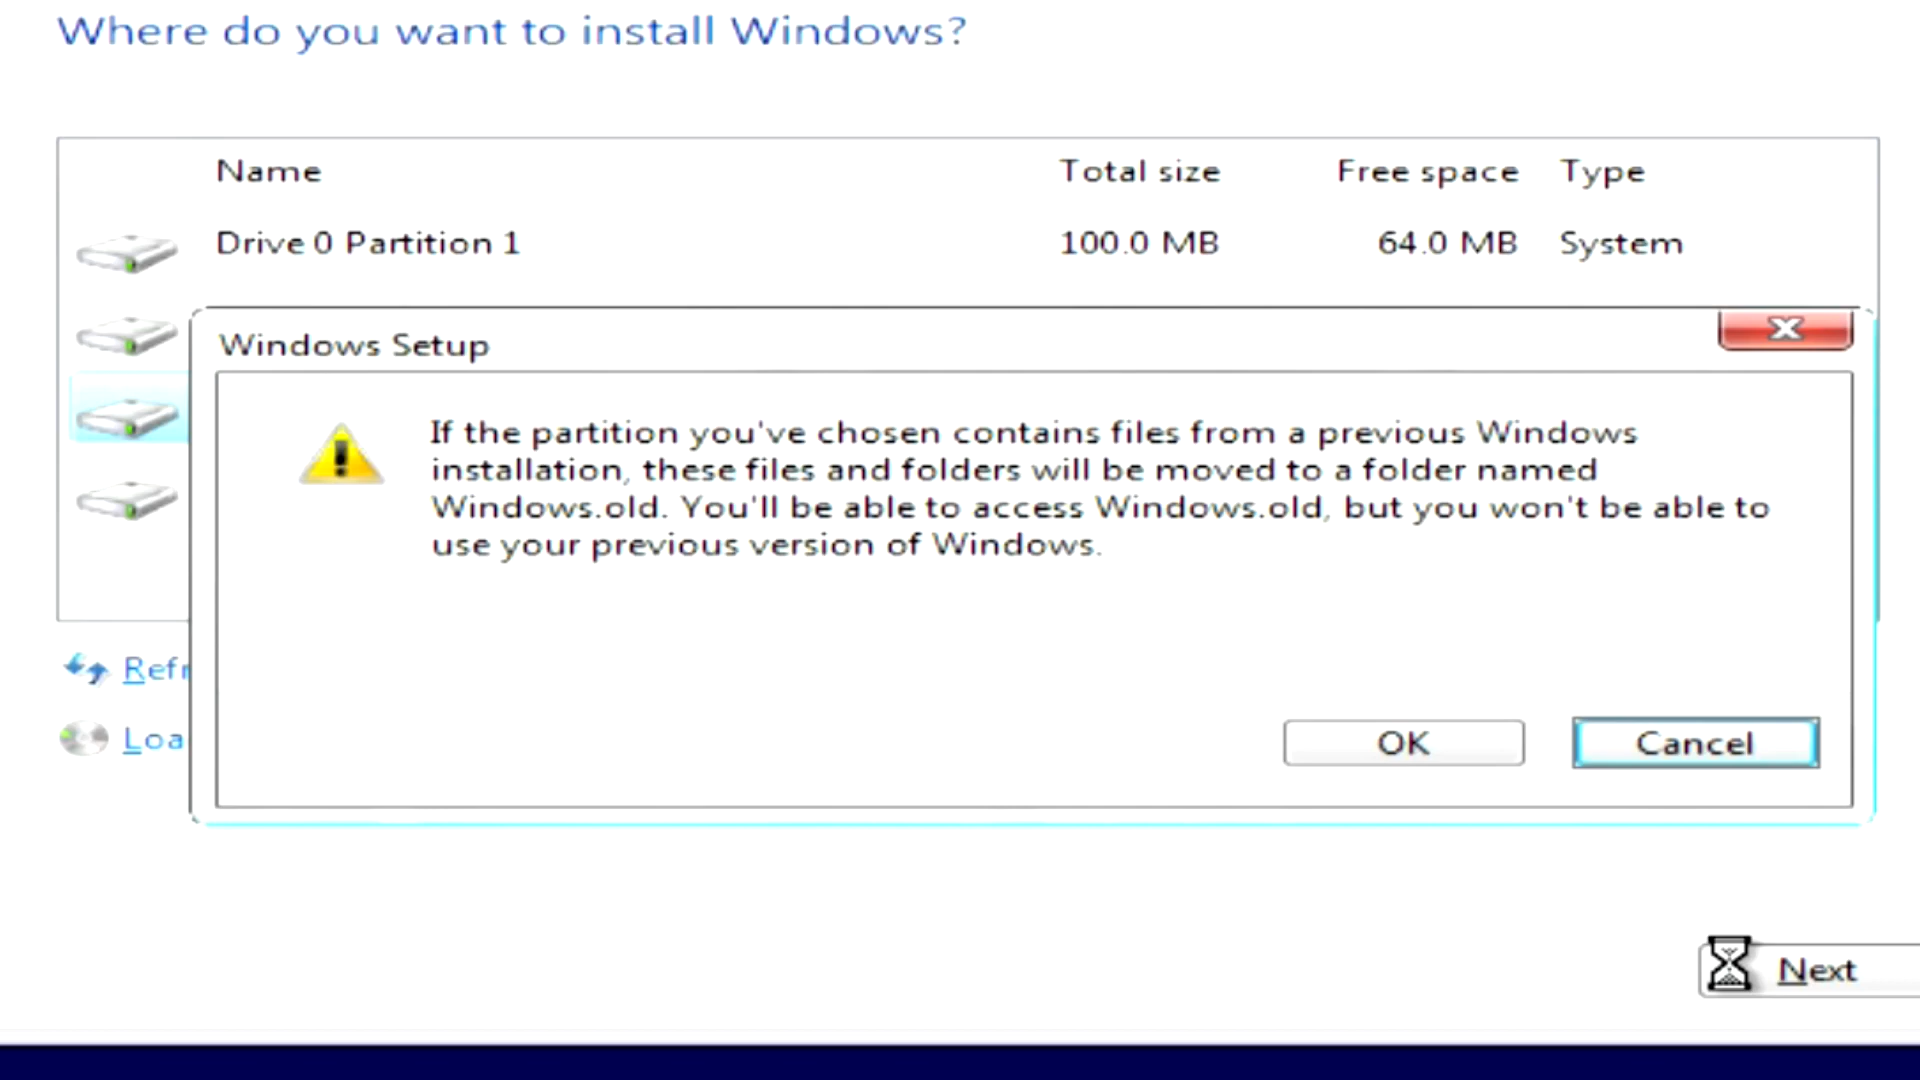 Where do you want to install Windows?
Name Total size Free space Type
Drive 0 Partition 1 100.0 MB 64.0 MB System
Windows Setup
If the partition you've chosen contains files from a previous Windows
installation, these files and folders will be moved to a folder named
Windows.old. You'll be able to access Windows.old, but you won't be able to
use your previous version of Windows.
Refr
Loa
OK Cancel
Next